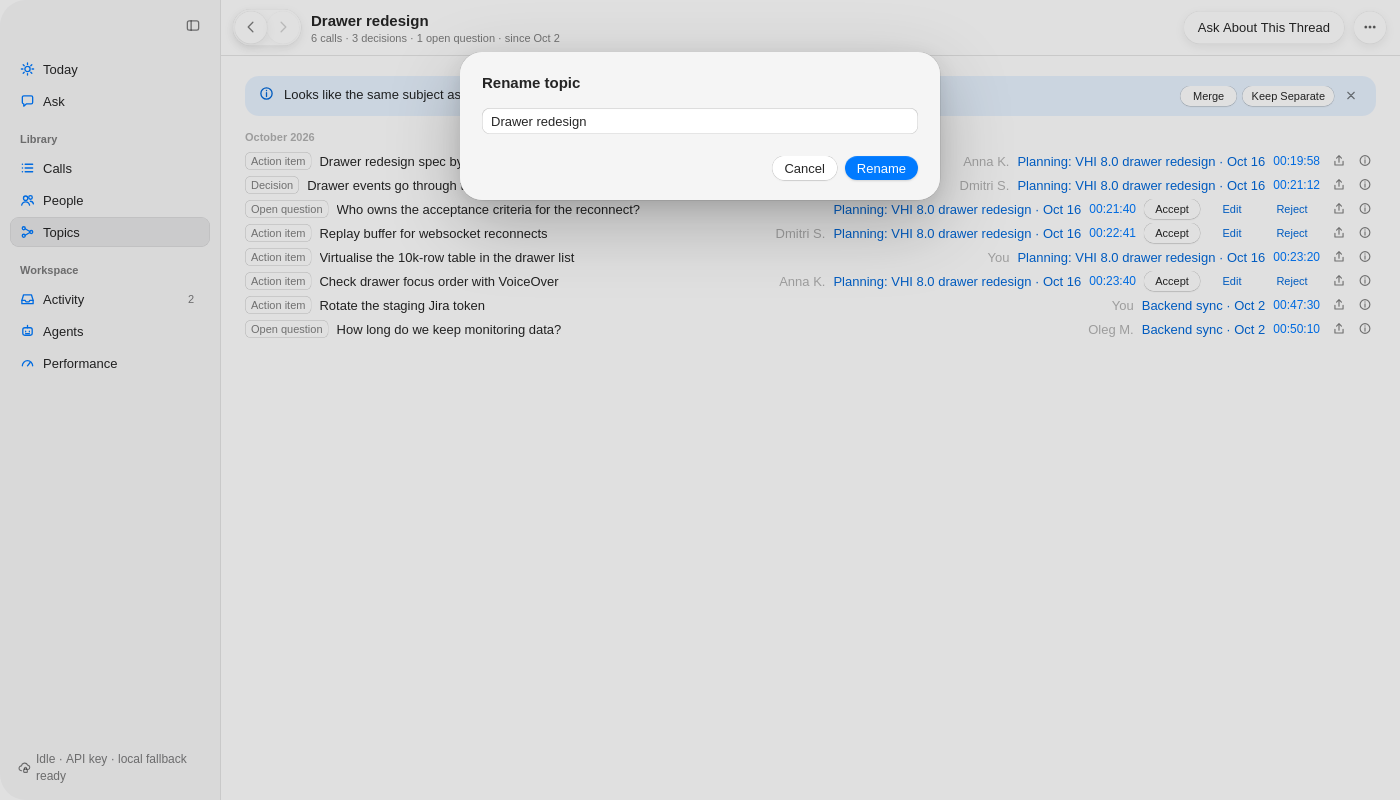 Drawer redesign
6 calls · 3 decisions · 1 open question · since Oct 2
Ask About This Thread
Today
Ask
Library
Calls
People
Topics
Workspace
Activity 2
Agents
Performance
Idle · API key · local fallback
ready
Rename topic
Drawer redesign
Cancel Rename
Looks like the same subject as
Merge Keep Separate
October 2026
Action item Drawer redesign spec by Anna K. Planning: VHI 8.0 drawer redesign · Oct 16 00:19:58
Decision Drawer events go through Dmitri S. Planning: VHI 8.0 drawer redesign · Oct 16 00:21:12
Open question Who owns the acceptance criteria for the reconnect? Planning: VHI 8.0 drawer redesign · Oct 16 00:21:40 Accept Edit Reject
Action item Replay buffer for websocket reconnects Dmitri S. Planning: VHI 8.0 drawer redesign · Oct 16 00:22:41 Accept Edit Reject
Action item Virtualise the 10k-row table in the drawer list You Planning: VHI 8.0 drawer redesign · Oct 16 00:23:20
Action item Check drawer focus order with VoiceOver Anna K. Planning: VHI 8.0 drawer redesign · Oct 16 00:23:40 Accept Edit Reject
Action item Rotate the staging Jira token You Backend sync · Oct 2 00:47:30
Open question How long do we keep monitoring data? Oleg M. Backend sync · Oct 2 00:50:10